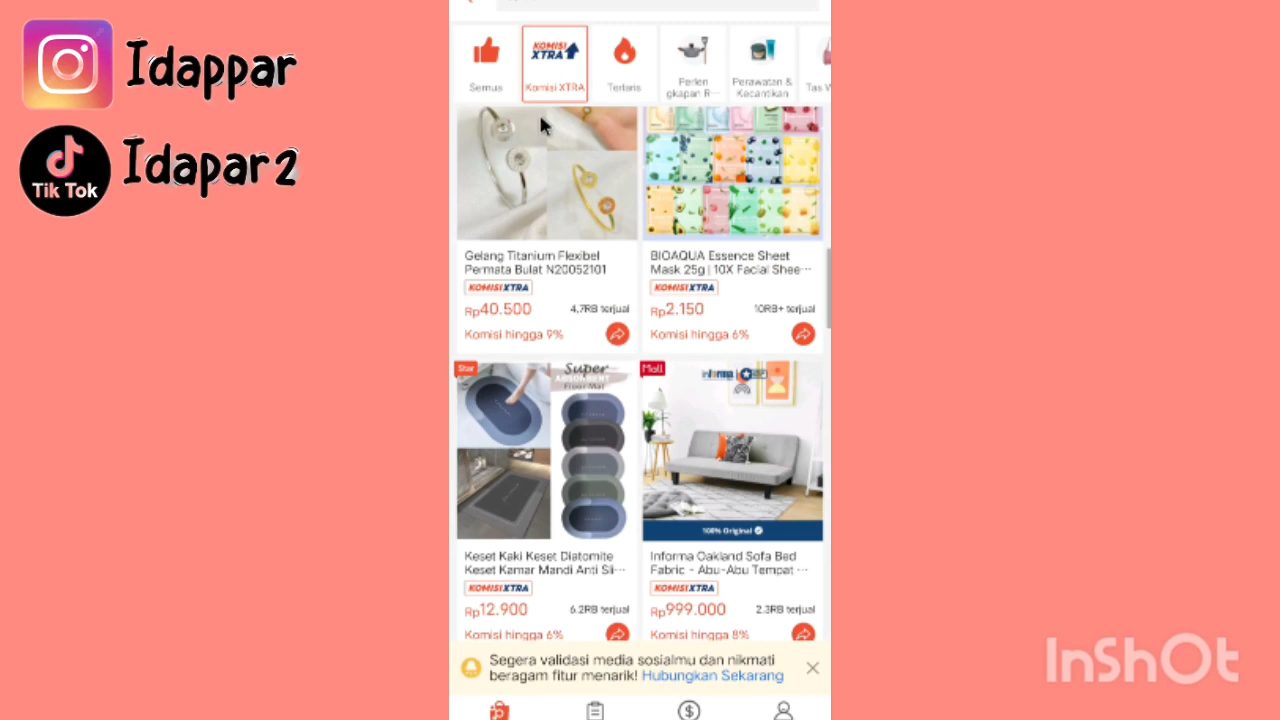 Idappar
Tik Tok
Idapar2
KOMISI
XTRA
Semua
Komisi XTRA
Terlaris
Perlen
gkapan R···
Perawatan &
Kecantikan
Tas W
Gelang Titanium Flexibel
Permata Bulat N20052101
KOMISI XTRA
Rp40.500
4,7RB terjual
Komisi hingga 9%
BIOAQUA Essence Sheet
Mask 25g | 10X Facial Shee···
KOMISI XTRA
Rp2.150
10RB+ terjual
Komisi hingga 6%
Star
Super
ABSORBENT
Floor Mat
Keset Kaki Keset Diatomite
Keset Kamar Mandi Anti Sli···
KOMISI XTRA
Rp12.900
6.2RB terjual
Komisi hingga 6%
Mall
informa
100% Original
Informa Oakland Sofa Bed
Fabric - Abu-Abu Tempat ···
KOMISI XTRA
Rp999.000
2.3RB terjual
Komisi hingga 8%
Segera validasi media sosialmu dan nikmati
beragam fitur menarik! Hubungkan Sekarang
InShOt